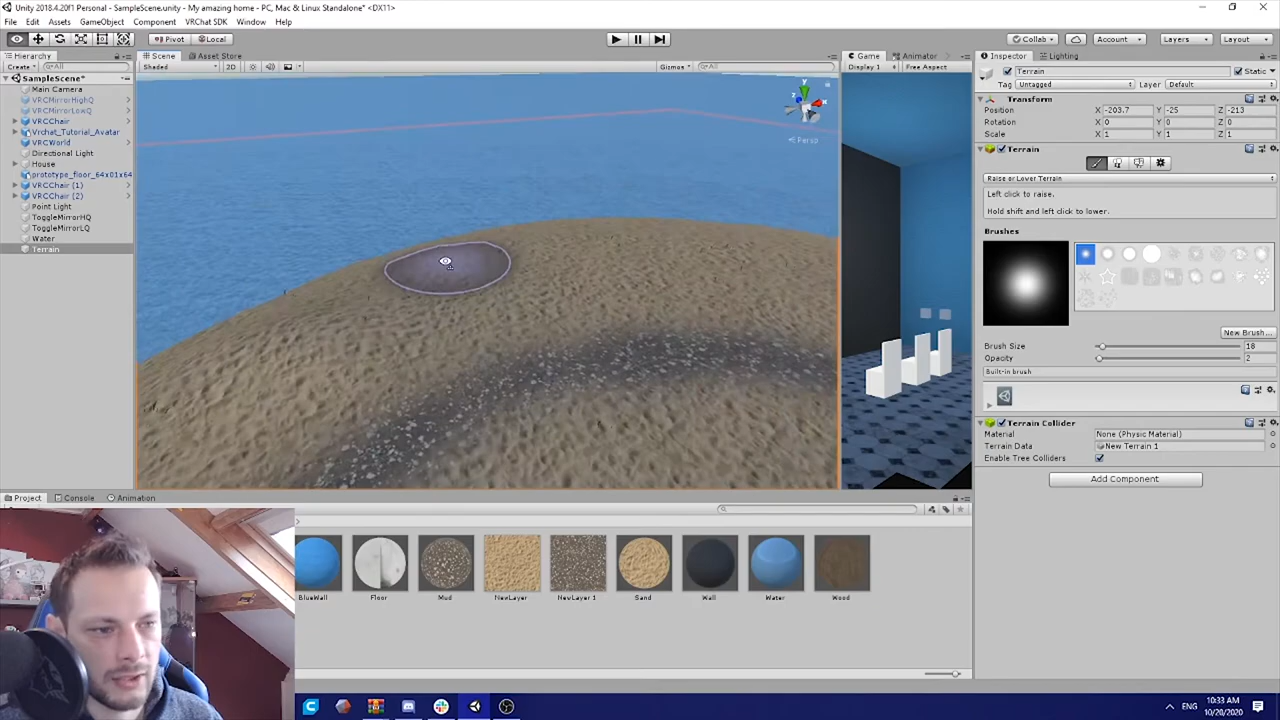 Unity 2018.4.20f1 Personal - SampleScene.unity - My amazing home - PC, Mac & Linux Standalone* <DX11>
File Edit Assets GameObject Component VRChat SDK Window Help
Pivot Local Collab Account Layers Layout
Hierarchy Scene Asset Store Game Animator Inspector Lighting
Create All Shaded 2D Gizmos All Display 1 Free Aspect
SampleScene*
Main Camera
VRCMirrorHighQ
VRCMirrorLowQ
VRCChair
Vrchat_Tutorial_Avatar
VRCWorld
Directional Light
House
prototype_floor_64x01x64
VRCChair (1)
VRCChair (2)
Point Light
ToggleMirrorHQ
ToggleMirrorLQ
Water
Terrain
y
x
z
Persp
Terrain Static
Tag Untagged Layer Default
Transform
Position X -203.7 Y -25 Z -213
Rotation X 0 Y 0 Z 0
Scale X 1 Y 1 Z 1
Terrain
Raise or Lower Terrain
Left click to raise.
Hold shift and left click to lower.
Brushes
New Brush...
Brush Size 18
Opacity 2
Built-in brush
Terrain Collider
Material None (Physic Material)
Terrain Data New Terrain 1
Enable Tree Colliders
Add Component
Project Console Animation
BlueWall Floor Mud NewLayer NewLayer 1 Sand Wall Water Wood
ENG 10:33 AM
10/20/2020